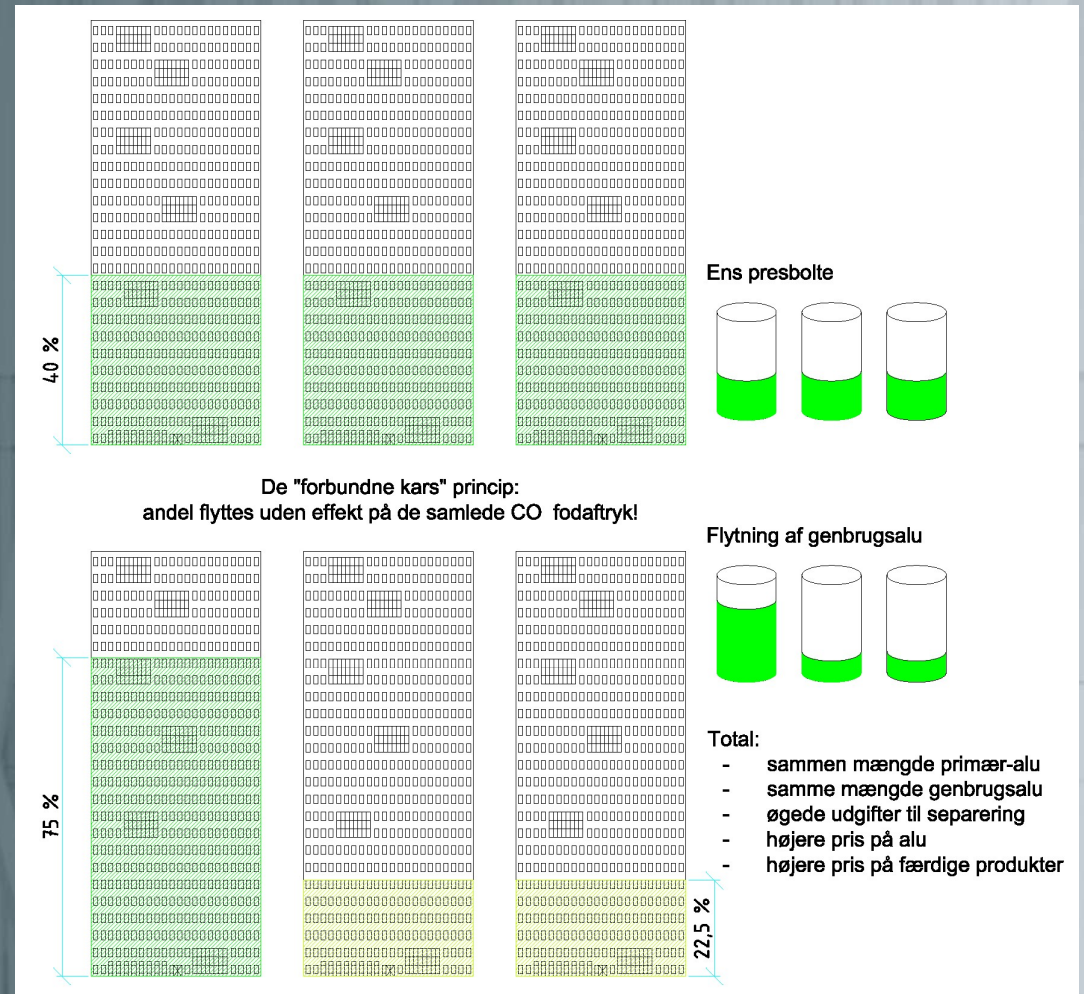 Ens presbolte
40 %
De "forbundne kars" princip:
andel flyttes uden effekt på de samlede CO fodaftryk!
Flytning af genbrugsalu
75 %
22,5 %
Total:
- sammen mængde primær-alu
- samme mængde genbrugsalu
- øgede udgifter til separering
- højere pris på alu
- højere pris på færdige produkter